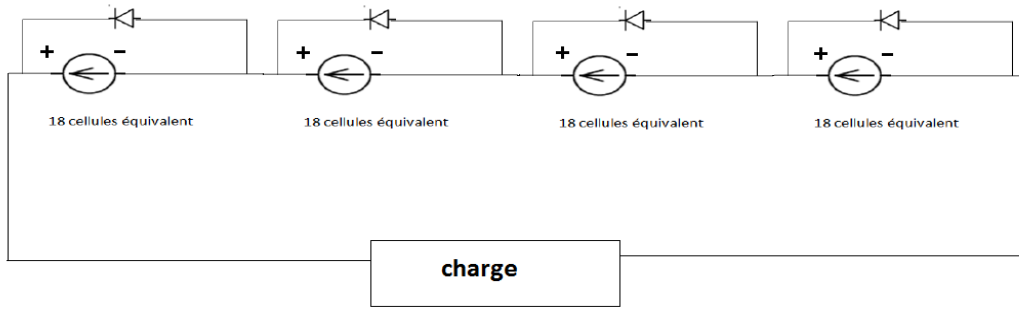 + − + − + − + −
18 cellules équivalent 18 cellules équivalent 18 cellules équivalent 18 cellules équivalent
charge